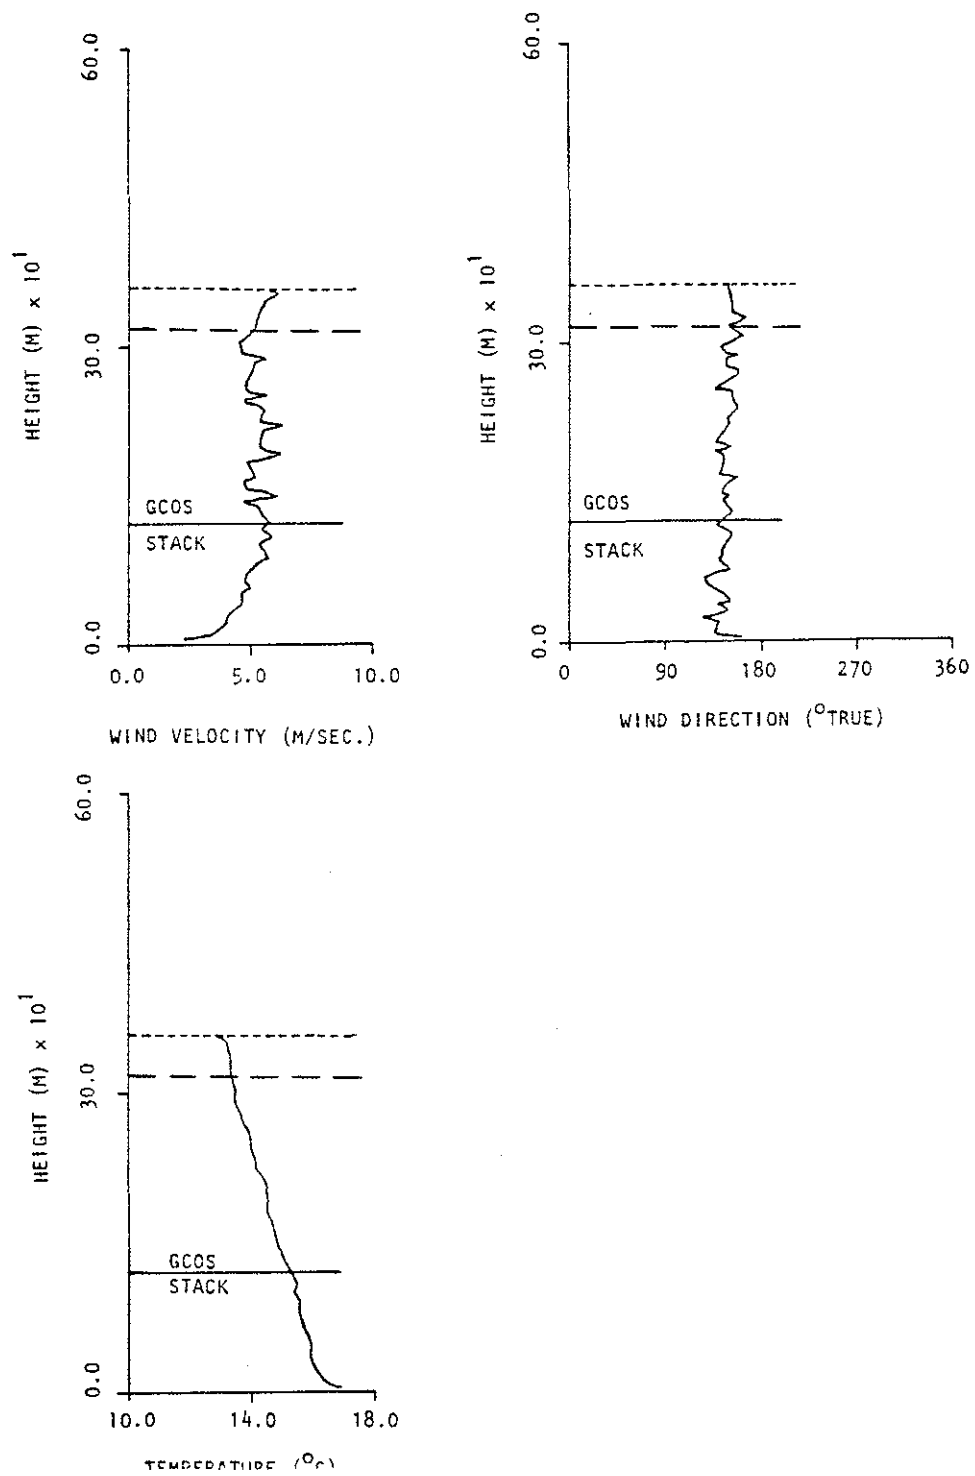 60.0
HEIGHT (M) x 10¹
30.0
GCOS
STACK
0.0
0.0 5.0 10.0
WIND VELOCITY (M/SEC.)
60.0
HEIGHT (M) x 10¹
30.0
GCOS
STACK
0.0
0 90 180 270 360
WIND DIRECTION (°TRUE)
60.0
HEIGHT (M) x 10¹
30.0
GCOS
STACK
0.0
10.0 14.0 18.0
TEMPERATURE (°C)